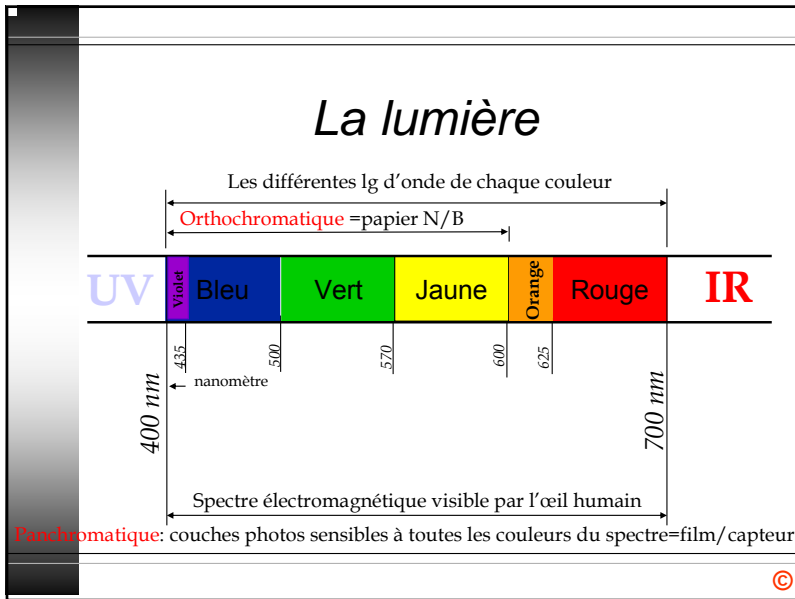 La lumière
Les différentes lg d’onde de chaque couleur
Orthochromatique =papier N/B
UV Violet Bleu Vert Jaune Orange Rouge IR
435 500 570 600 625
nanomètre
400 nm 700 nm
Spectre électromagnétique visible par l’œil humain
Panchromatique: couches photos sensibles à toutes les couleurs du spectre=film/capteur
©